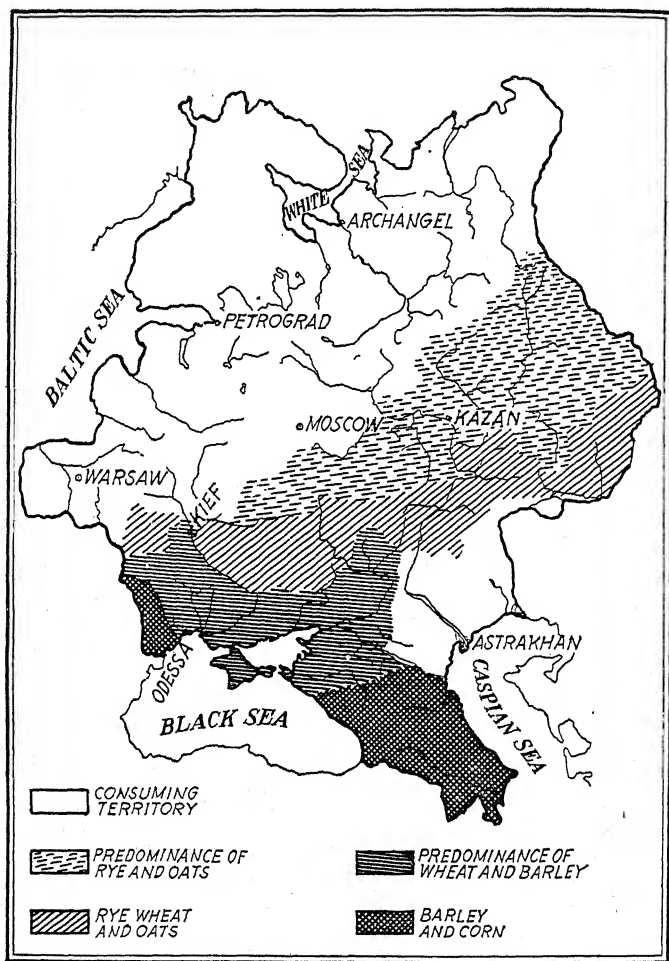 WHITE SEA
ARCHANGEL
BALTIC SEA
PETROGRAD
MOSCOW
KAZAN
WARSAW
KIEF
ASTRAKHAN
ODESSA
CASPIAN SEA
BLACK SEA
CONSUMING
TERRITORY
PREDOMINANCE OF
RYE AND OATS
PREDOMINANCE OF
WHEAT AND BARLEY
RYE WHEAT
AND OATS
BARLEY
AND CORN